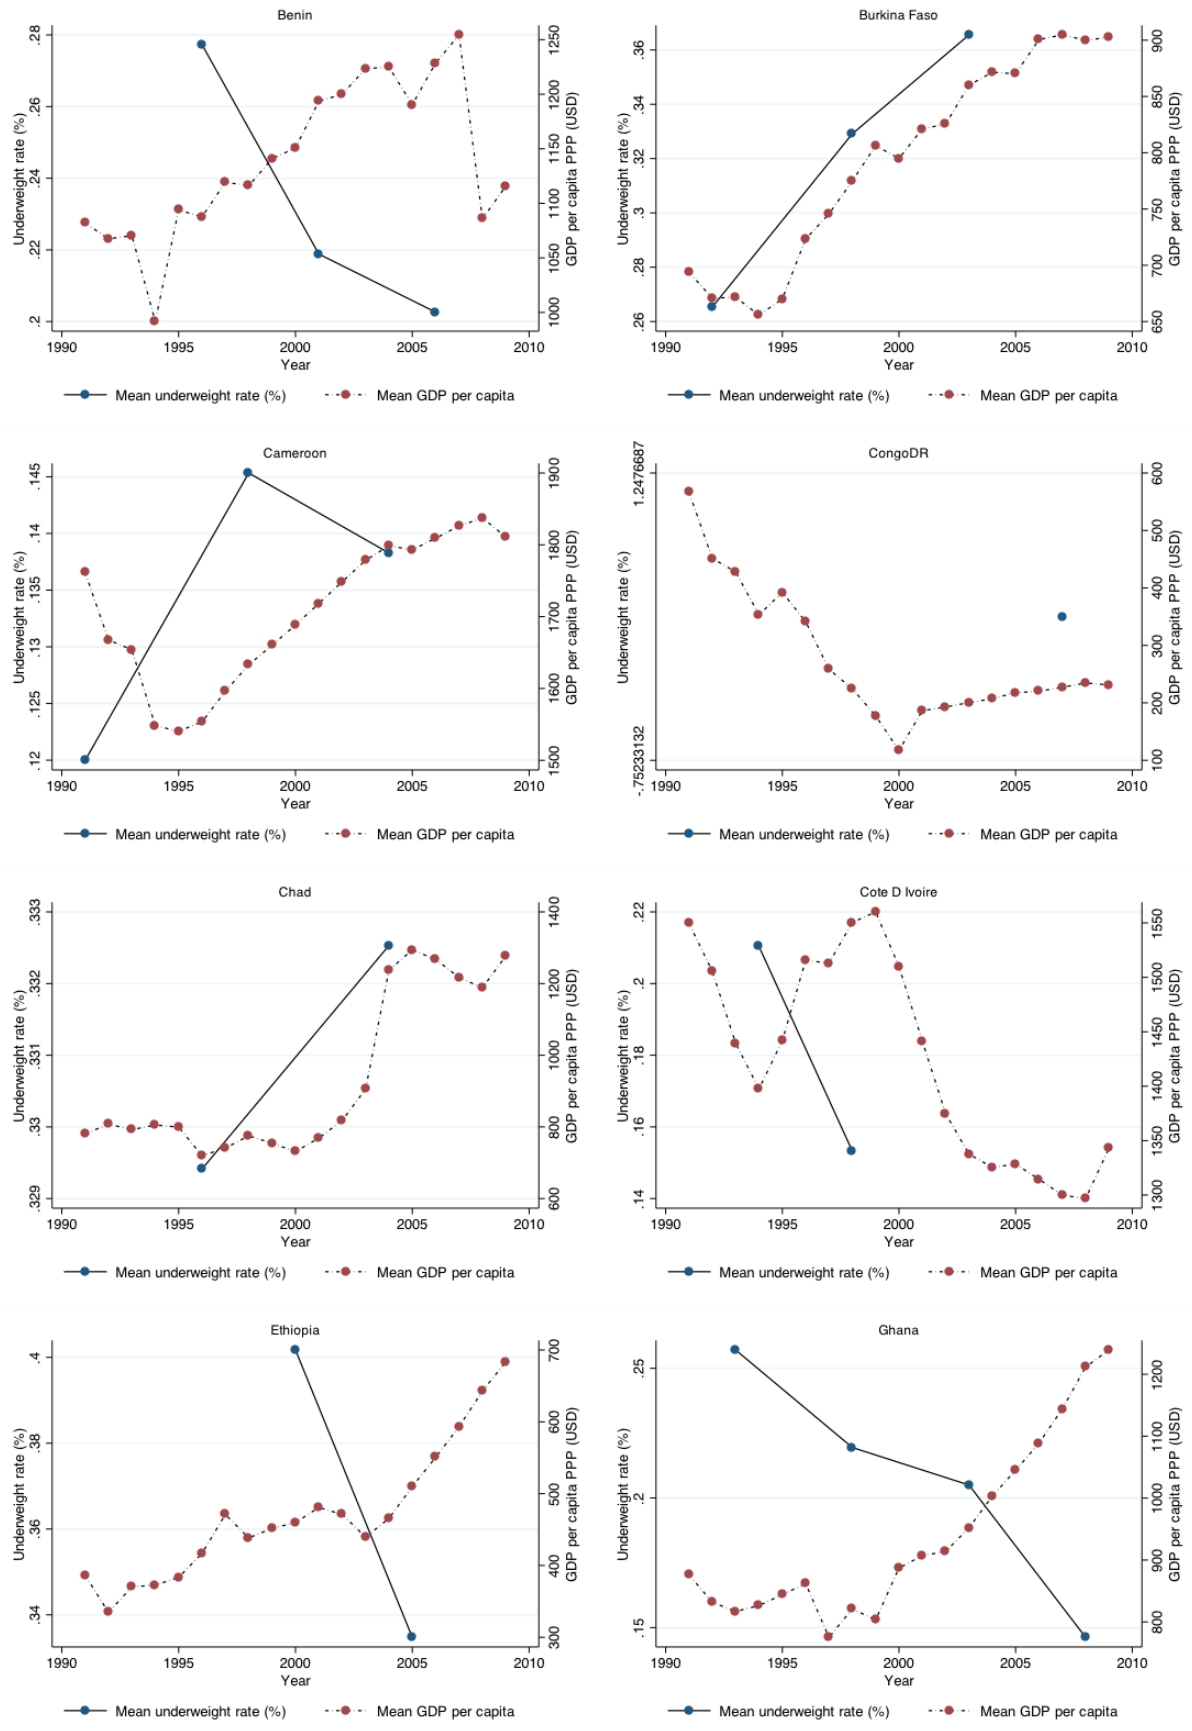 Benin
Underweight rate (%)
.2 .22 .24 .26 .28
1000 1050 1100 1150 1200 1250
GDP per capita PPP (USD)
1990 1995 2000 2005 2010
Year
Mean underweight rate (%) Mean GDP per capita
Burkina Faso
Underweight rate (%)
.26 .28 .3 .32 .34 .36
650 700 750 800 850 900
GDP per capita PPP (USD)
1990 1995 2000 2005 2010
Year
Mean underweight rate (%) Mean GDP per capita
Cameroon
Underweight rate (%)
.12 .125 .13 .135 .14 .145
1500 1600 1700 1800 1900
GDP per capita PPP (USD)
1990 1995 2000 2005 2010
Year
Mean underweight rate (%) Mean GDP per capita
CongoDR
Underweight rate (%)
-.75233132 1.2476687
100 200 300 400 500 600
GDP per capita PPP (USD)
1990 1995 2000 2005 2010
Year
Mean underweight rate (%) Mean GDP per capita
Chad
Underweight rate (%)
.329 .33 .331 .332 .333
600 800 1000 1200 1400
GDP per capita PPP (USD)
1990 1995 2000 2005 2010
Year
Mean underweight rate (%) Mean GDP per capita
Cote D Ivoire
Underweight rate (%)
.14 .16 .18 .2 .22
1300 1350 1400 1450 1500 1550
GDP per capita PPP (USD)
1990 1995 2000 2005 2010
Year
Mean underweight rate (%) Mean GDP per capita
Ethiopia
Underweight rate (%)
.34 .36 .38 .4
300 400 500 600 700
GDP per capita PPP (USD)
1990 1995 2000 2005 2010
Year
Mean underweight rate (%) Mean GDP per capita
Ghana
Underweight rate (%)
.15 .2 .25
800 900 1000 1100 1200
GDP per capita PPP (USD)
1990 1995 2000 2005 2010
Year
Mean underweight rate (%) Mean GDP per capita